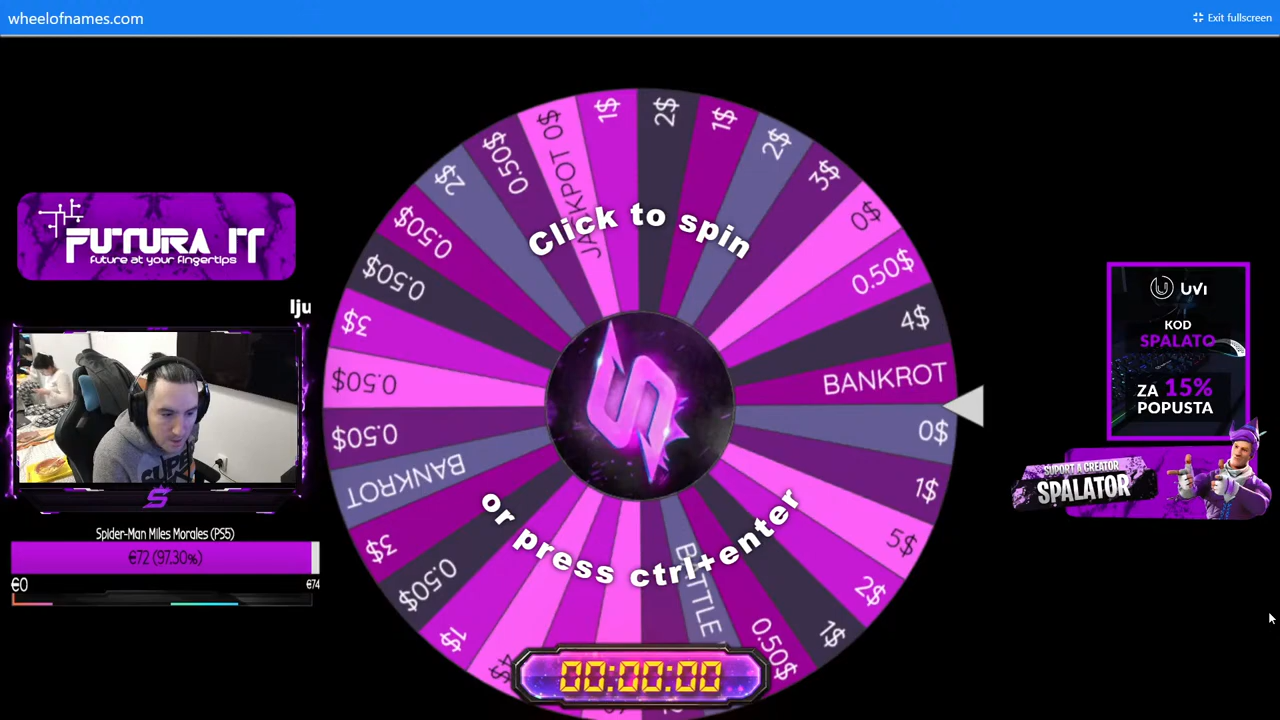 wheelofnames.com
Exit fullscreen
FUTURA IT
future at your fingertips
lju
SUPER
Spider-Man Miles Morales (PS5)
€72 (97.30%)
€0
€74
Click to spin
or press ctrl+enter
1$
2$
1$
2$
3$
0$
0.50$
4$
BANKROT
0$
1$
5$
2$
1$
0.50$
BATTLE
1$
0.50$
3$
BANKROT
0.50$
0.50$
3$
0.50$
0.50$
2$
0.50$
JACKPOT 0$
00:00:00
UVI
KOD
SPALATO
ZA 15%
POPUSTA
SUPORT A CREATOR
SPALATOR